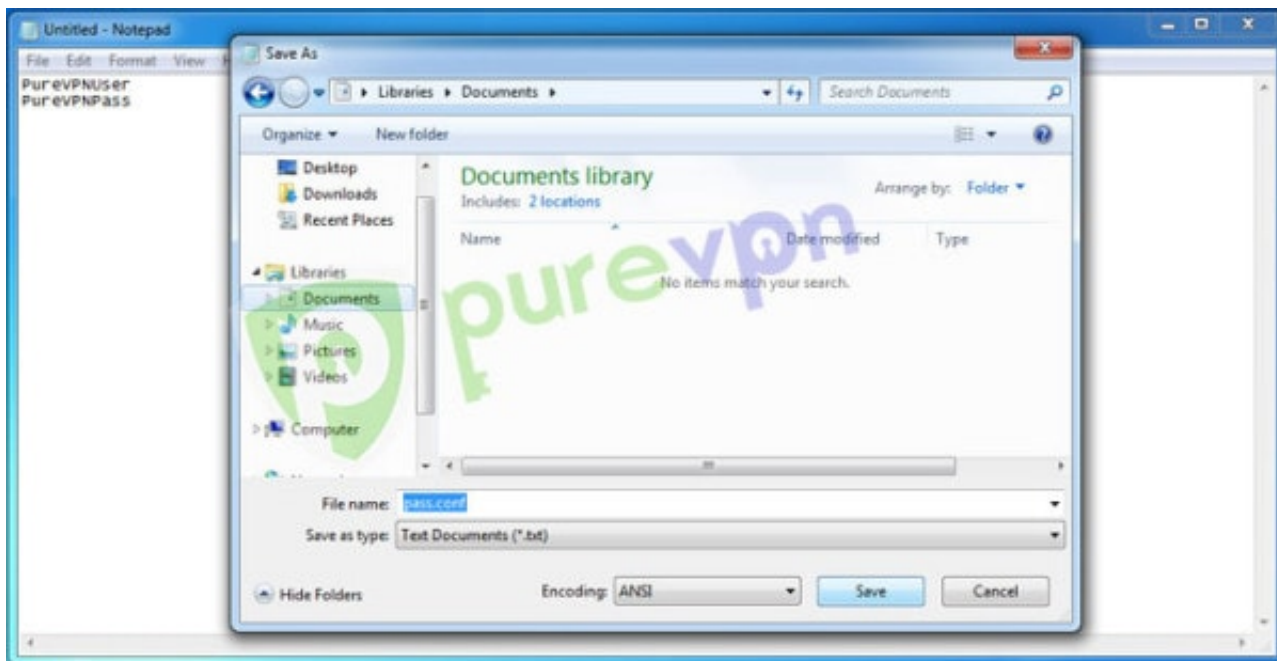 Untitled - Notepad
File Edit Format View
PureVPNUser
PureVPNPass
Save As
Libraries Documents
Search Documents
Organize New folder
Desktop
Downloads
Recent Places
Libraries
Documents
Music
Pictures
Videos
Computer
Documents library
Includes: 2 locations
Arrange by: Folder
Name Date modified Type
No items match your search.
purevpn
File name: pass.conf
Save as type: Text Documents (*.txt)
Hide Folders
Encoding: ANSI
Save
Cancel